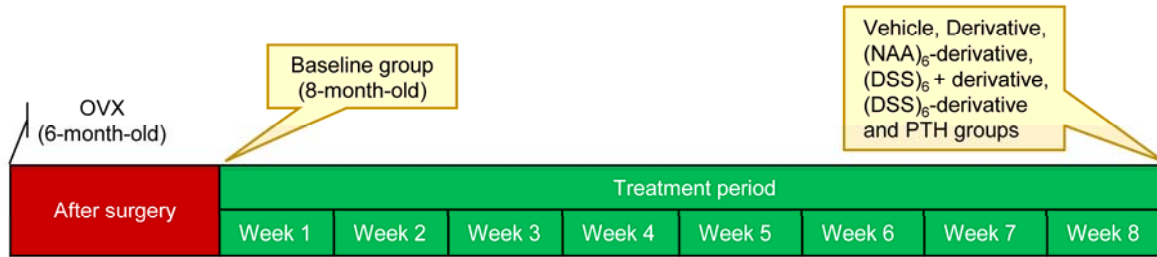 OVX
(6-month-old)
Baseline group
(8-month-old)
Vehicle, Derivative,
(NAA)₆-derivative,
(DSS)₆ + derivative,
(DSS)₆-derivative
and PTH groups
After surgery
Treatment period
Week 1
Week 2
Week 3
Week 4
Week 5
Week 6
Week 7
Week 8